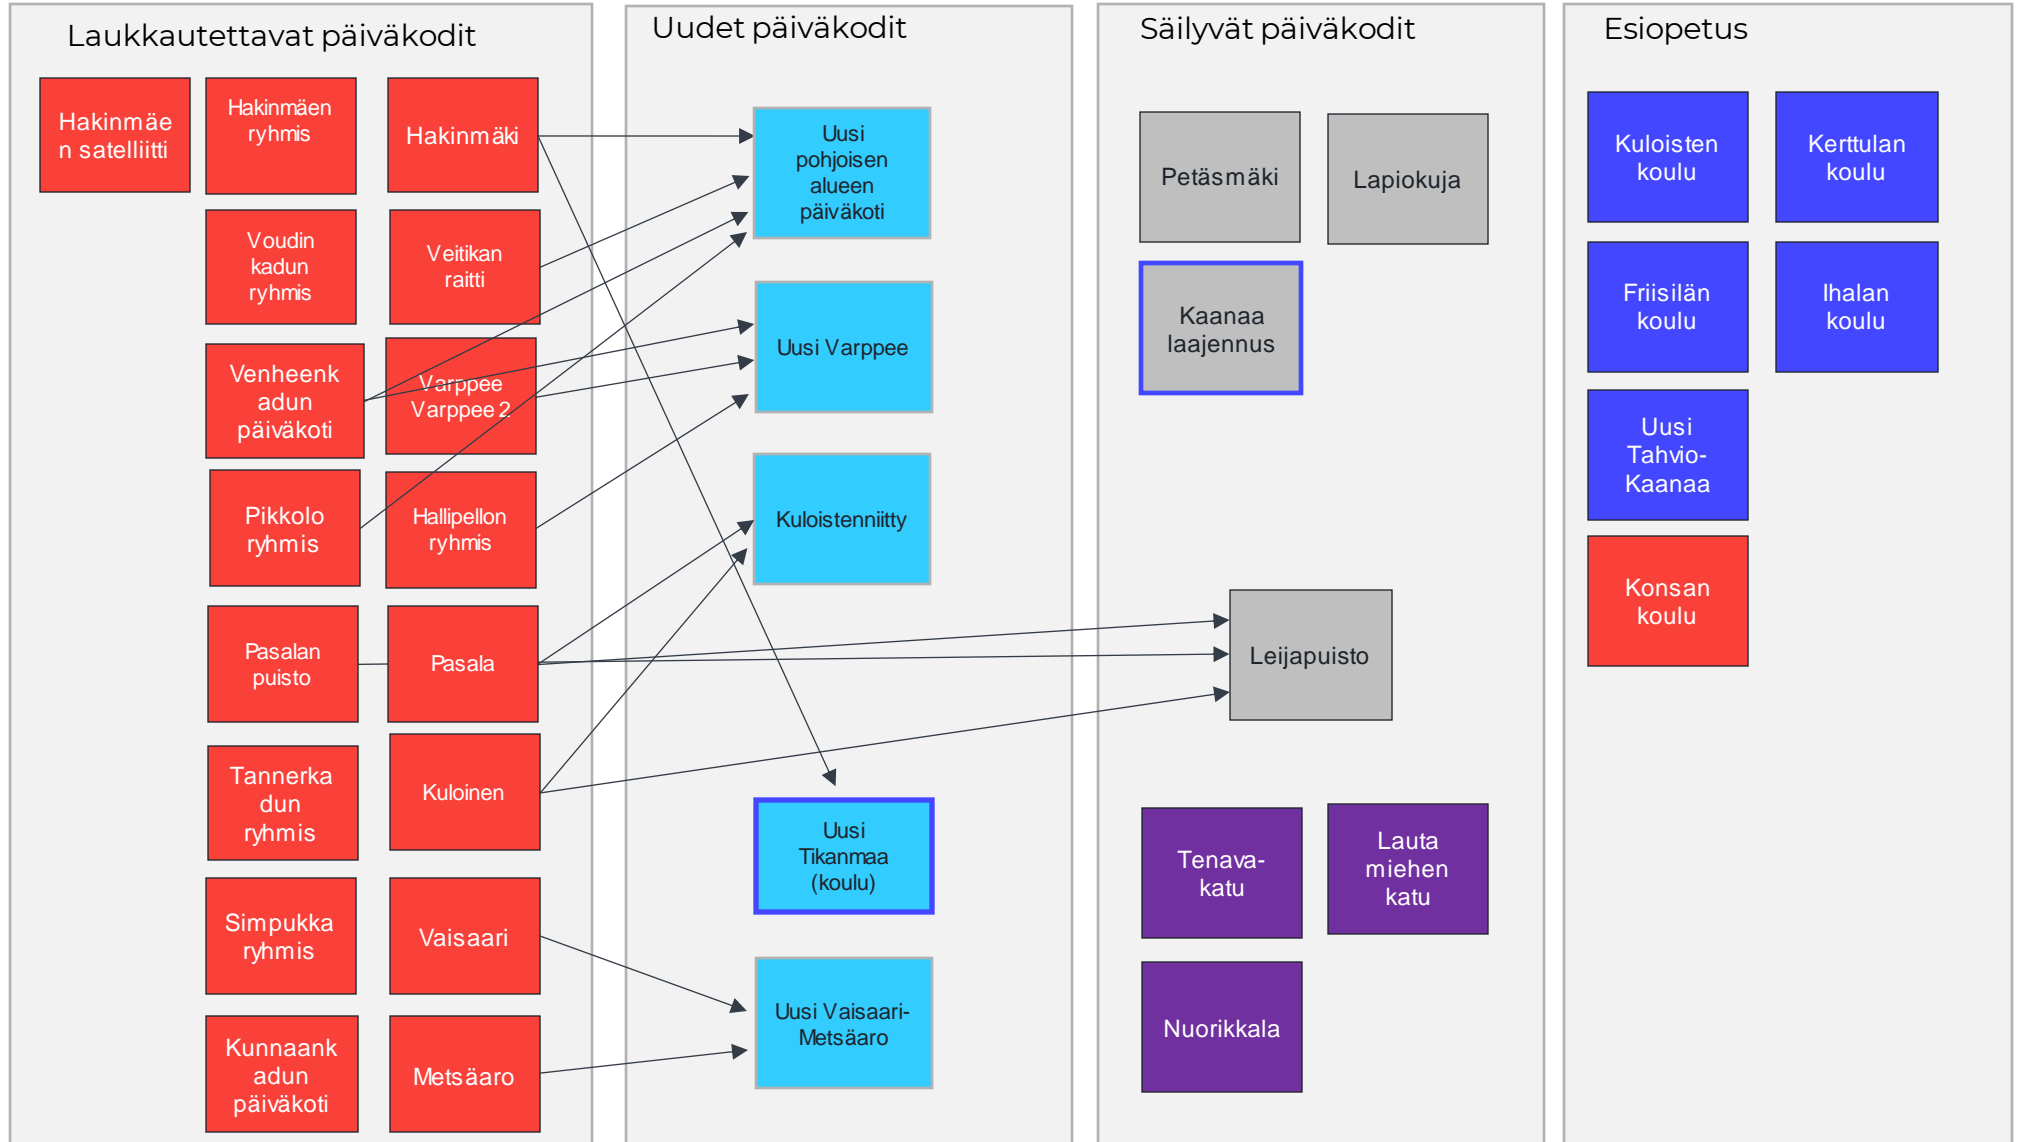 Laukkautettavat päiväkodit
Hakinmäe
n satelliitti
Hakinmäen
ryhmis
Hakinmäki
Voudin
kadun
ryhmis
Veitikan
raitti
Venheenk
adun
päiväkoti
Varppee
Varppee 2
Pikkolo
ryhmis
Hallipellon
ryhmis
Pasalan
puisto
Pasala
Tannerka
dun
ryhmis
Kuloinen
Simpukka
ryhmis
Vaisaari
Kunnaank
adun
päiväkoti
Metsäaro
Uudet päiväkodit
Uusi
pohjoisen
alueen
päiväkoti
Uusi Varppee
Kuloistenniitty
Uusi
Tikanmaa
(koulu)
Uusi Vaisaari-
Metsäaro
Säilyvät päiväkodit
Petäsmäki
Lapiokuja
Kaanaa
laajennus
Leijapuisto
Tenava-
katu
Lauta
miehen
katu
Nuorikkala
Esiopetus
Kuloisten
koulu
Kerttulan
koulu
Friisilän
koulu
Ihalan
koulu
Uusi
Tahvio-
Kaanaa
Konsan
koulu